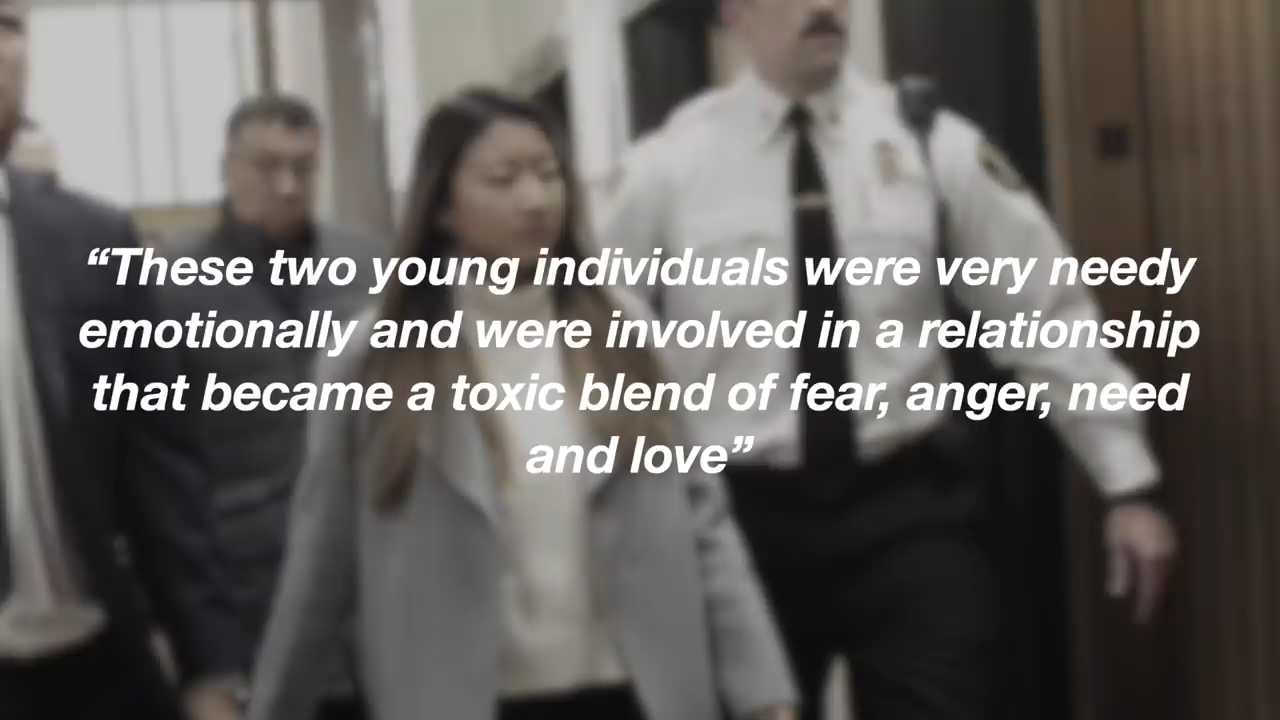 “These two young individuals were very needy
emotionally and were involved in a relationship
that became a toxic blend of fear, anger, need
and love”